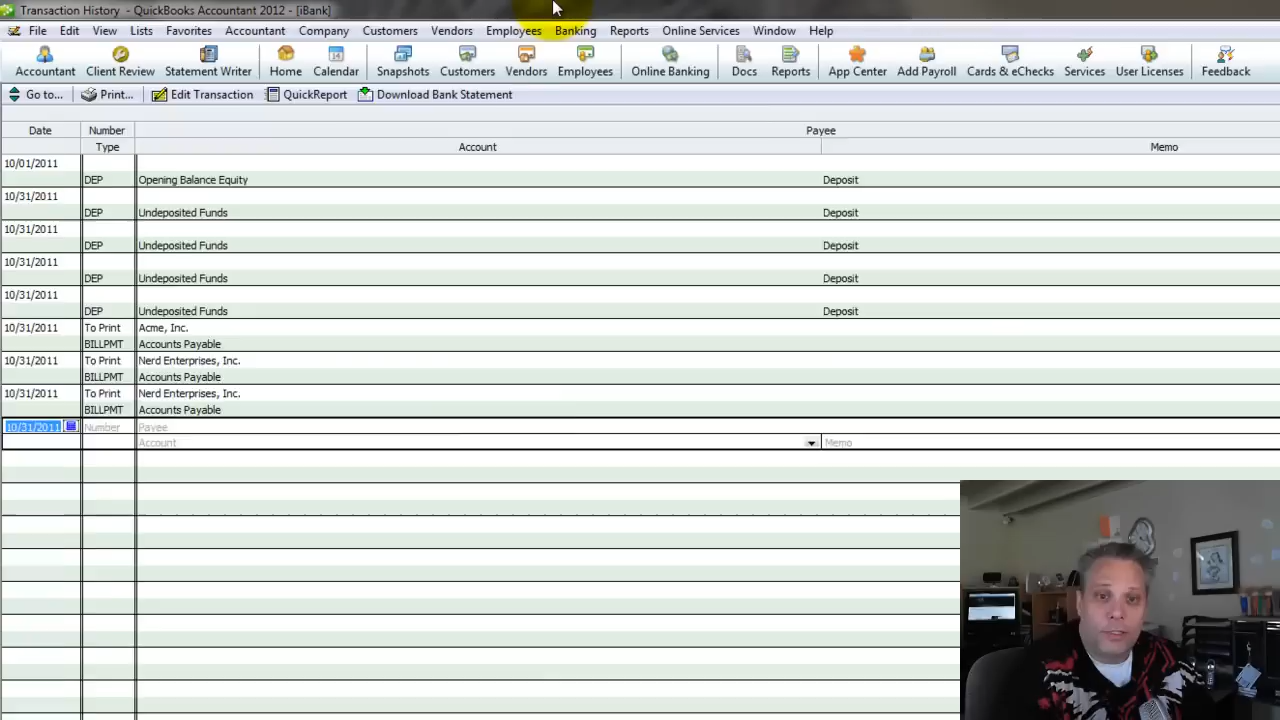 Transaction History - QuickBooks Accountant 2012 - [iBank]
File Edit View Lists Favorites Accountant Company Customers Vendors Employees Banking Reports Online Services Window Help
Accountant Client Review Statement Writer Home Calendar Snapshots Customers Vendors Employees Online Banking Docs Reports App Center Add Payroll Cards & eChecks Services User Licenses Feedback
Go to... Print... Edit Transaction QuickReport Download Bank Statement
Date Number Payee
Type Account Memo
10/01/2011
DEP Opening Balance Equity Deposit
10/31/2011
DEP Undeposited Funds Deposit
10/31/2011
DEP Undeposited Funds Deposit
10/31/2011
DEP Undeposited Funds Deposit
10/31/2011
DEP Undeposited Funds Deposit
10/31/2011 To Print Acme, Inc.
BILLPMT Accounts Payable
10/31/2011 To Print Nerd Enterprises, Inc.
BILLPMT Accounts Payable
10/31/2011 To Print Nerd Enterprises, Inc.
BILLPMT Accounts Payable
10/31/2011 Number Payee
Account Memo